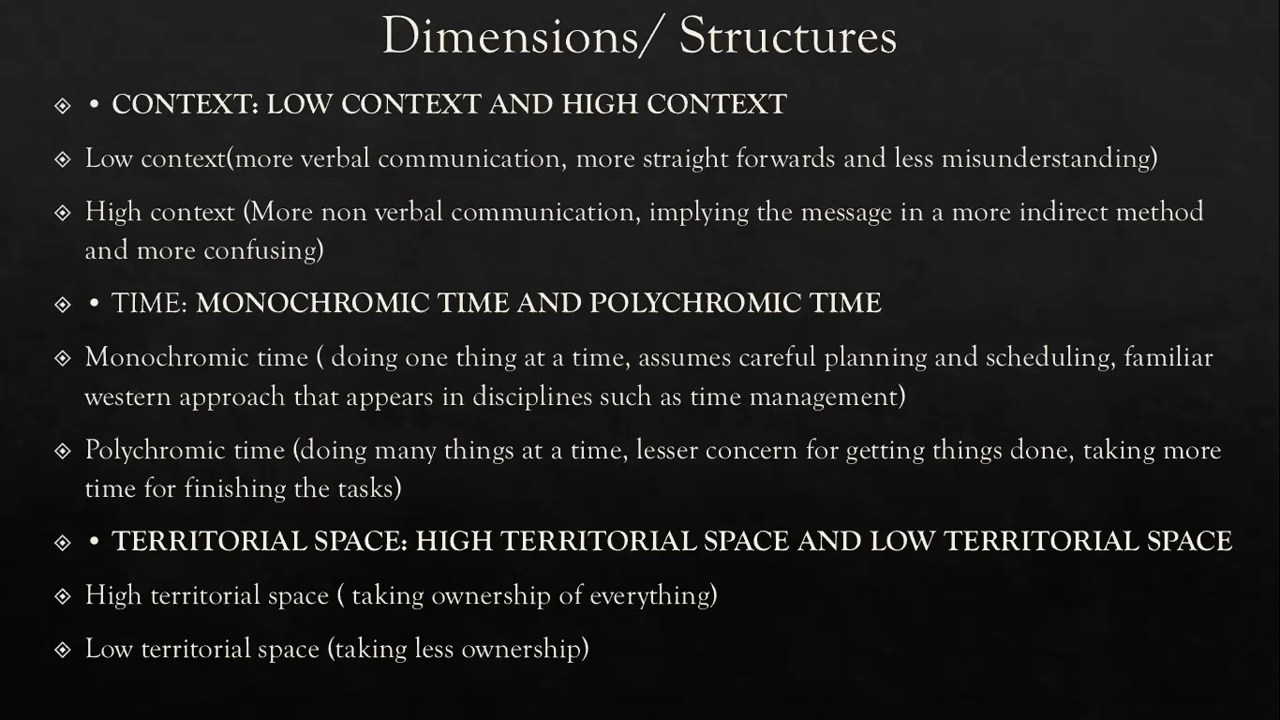 Dimensions/ Structures
• CONTEXT: LOW CONTEXT AND HIGH CONTEXT
Low context(more verbal communication, more straight forwards and less misunderstanding)
High context (More non verbal communication, implying the message in a more indirect method
and more confusing)
• TIME: MONOCHROMIC TIME AND POLYCHROMIC TIME
Monochromic time ( doing one thing at a time, assumes careful planning and scheduling, familiar
western approach that appears in disciplines such as time management)
Polychromic time (doing many things at a time, lesser concern for getting things done, taking more
time for finishing the tasks)
• TERRITORIAL SPACE: HIGH TERRITORIAL SPACE AND LOW TERRITORIAL SPACE
High territorial space ( taking ownership of everything)
Low territorial space (taking less ownership)